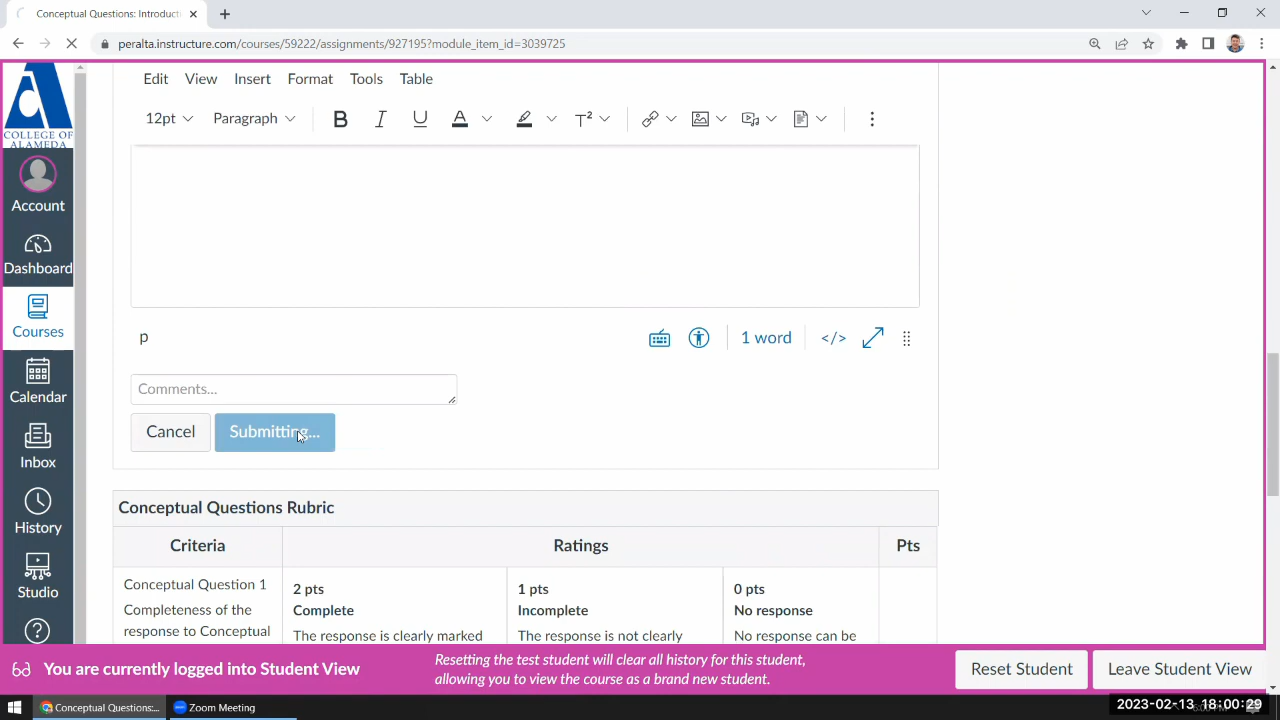 Conceptual Questions: Introducti
peralta.instructure.com/courses/59222/assignments/927195?module_item_id=3039725
COLLEGE OF
ALAMEDA
Account
Dashboard
Courses
Calendar
Inbox
History
Studio
Edit View Insert Format Tools Table
12pt Paragraph B I U A T²
p
1 word </>
Comments...
Cancel Submitting...
Conceptual Questions Rubric
Criteria Ratings Pts
Conceptual Question 1
Completeness of the
response to Conceptual
2 pts
Complete
The response is clearly marked
1 pts
Incomplete
The response is not clearly
0 pts
No response
No response can be
You are currently logged into Student View
Resetting the test student will clear all history for this student,
allowing you to view the course as a brand new student.
Reset Student Leave Student View
Conceptual Questions:... Zoom Meeting
2023-02-13 18:00:29